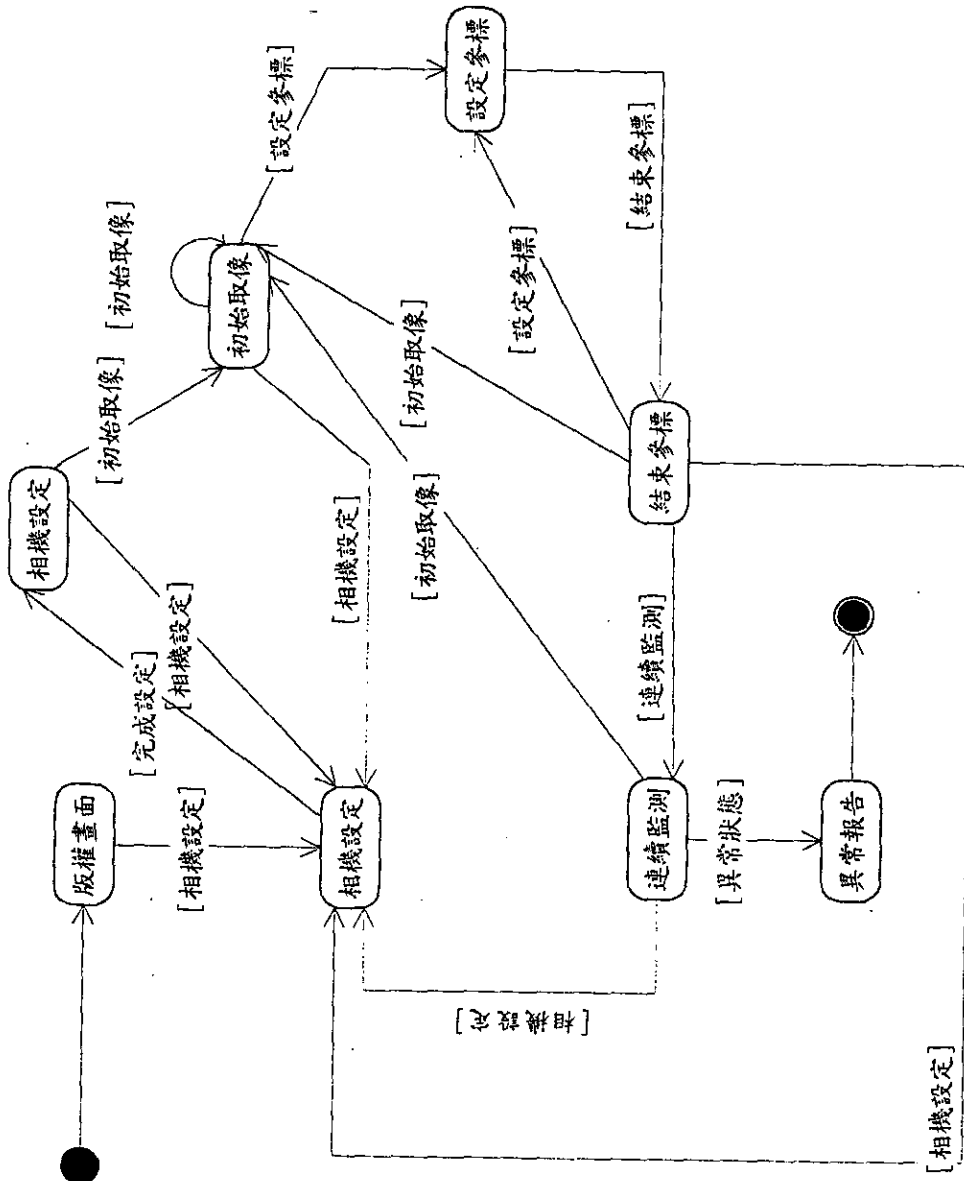 版權畫面
[相機設定]
相機設定
[完成設定]
[相機設定]
相機設定
[初始取像]
[初始取像]
初始取像
[設定參標]
設定參標
[相機設定]
[初始取像]
[初始取像]
[設定參標]
[結束參標]
結束參標
[連續監測]
連續監測
[異常狀態]
異常報告
[相機設定]
[相機設定]